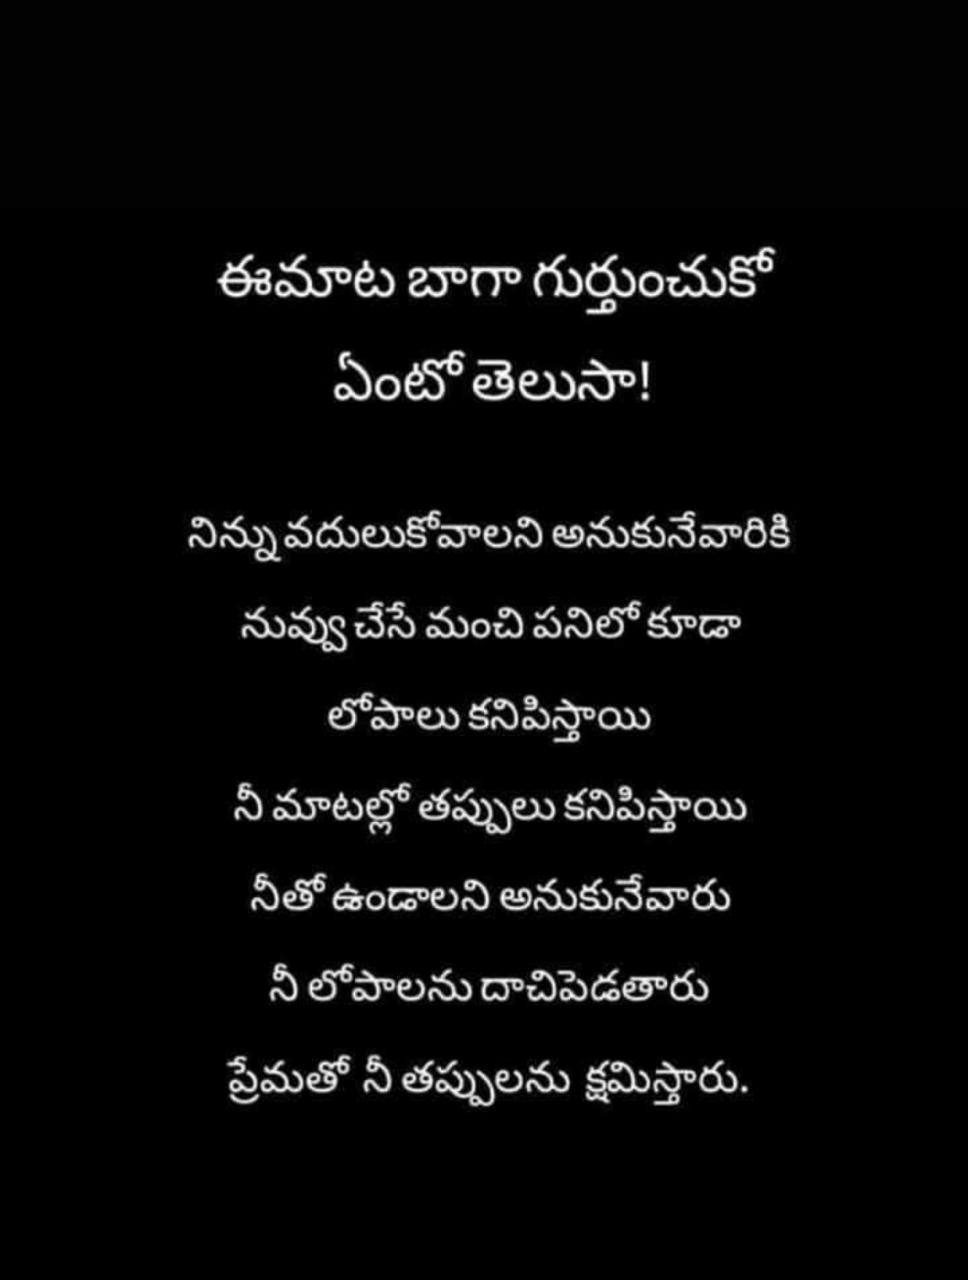 ఈమాట బాగా గుర్తుంచుకో
ఏంటో తెలుసా!
నిన్ను వదులుకోవాలని అనుకునేవారికి
నువ్వు చేసే మంచి పనిలో కూడా
లోపాలు కనిపిస్తాయి
నీ మాటల్లో తప్పులు కనిపిస్తాయి
నీతో ఉండాలని అనుకునేవారు
నీ లోపాలను దాచిపెడతారు
ప్రేమతో నీ తప్పులను క్షమిస్తారు.